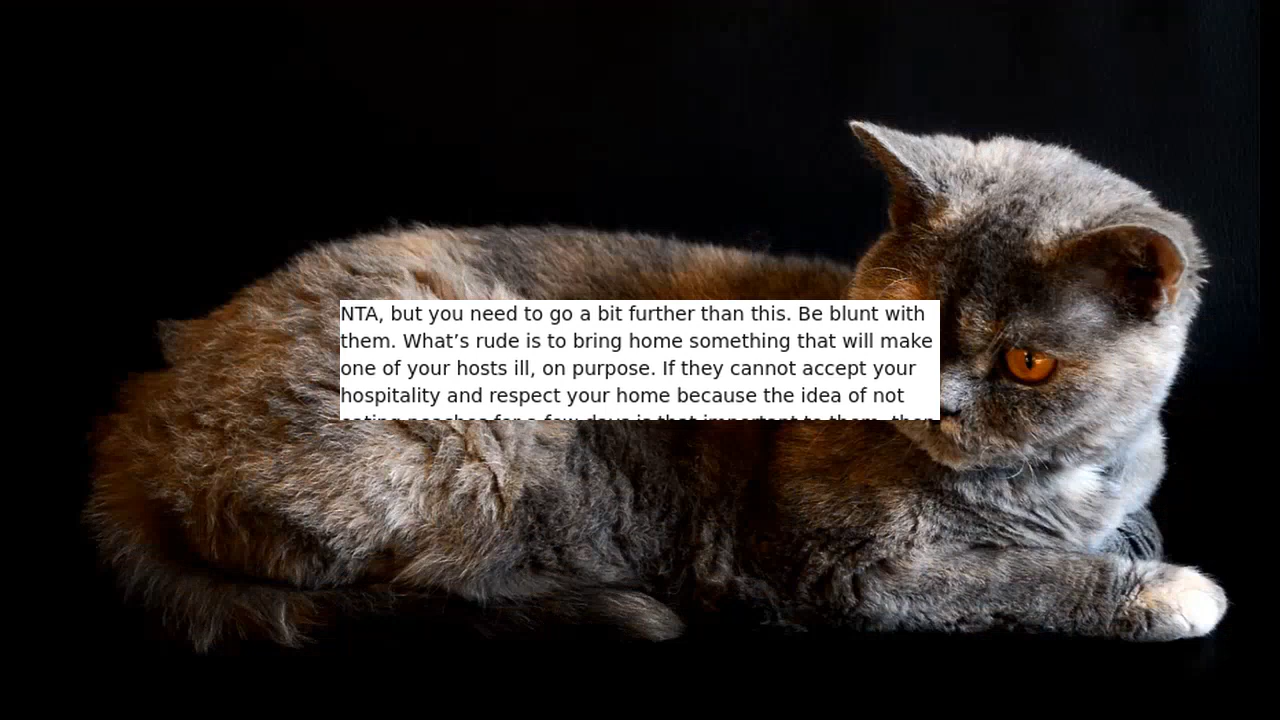 NTA, but you need to go a bit further than this. Be blunt with
them. What’s rude is to bring home something that will make
one of your hosts ill, on purpose. If they cannot accept your
hospitality and respect your home because the idea of not